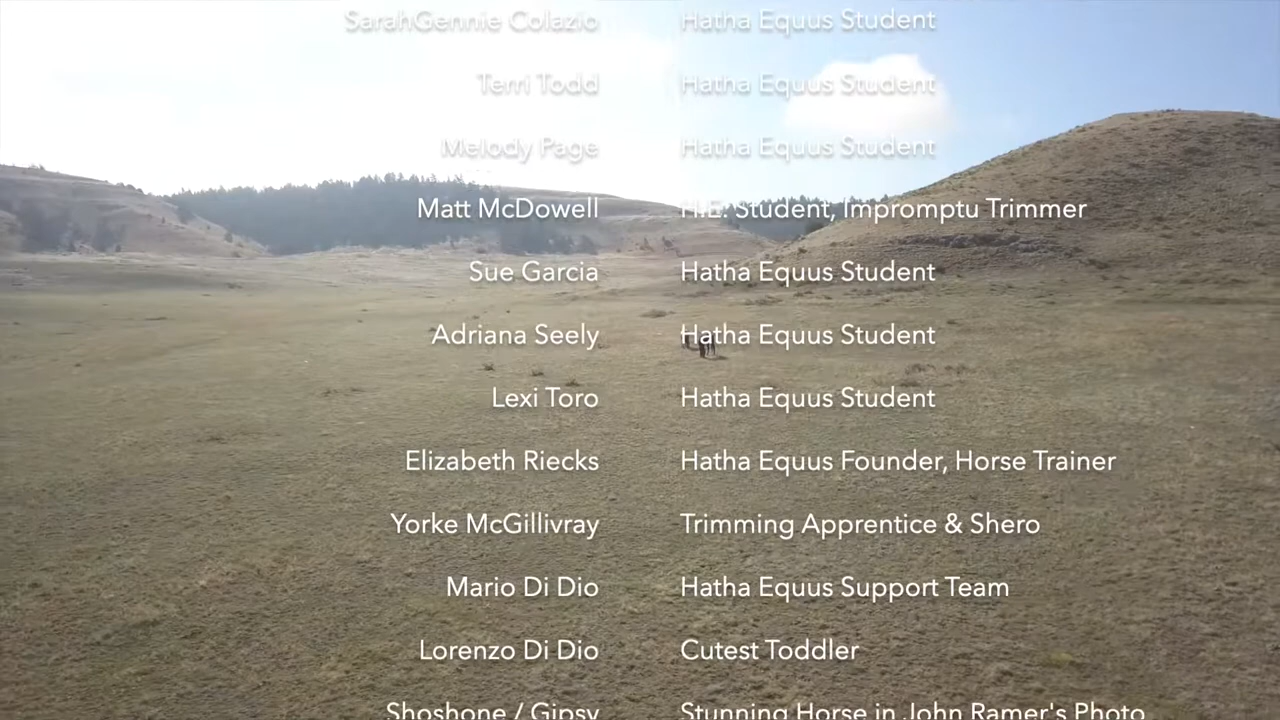 SarahGennie Colazio Hatha Equus Student
Terri Todd Hatha Equus Student
Melody Page Hatha Equus Student
Matt McDowell H.E. Student, Impromptu Trimmer
Sue Garcia Hatha Equus Student
Adriana Seely Hatha Equus Student
Lexi Toro Hatha Equus Student
Elizabeth Riecks Hatha Equus Founder, Horse Trainer
Yorke McGillivray Trimming Apprentice & Shero
Mario Di Dio Hatha Equus Support Team
Lorenzo Di Dio Cutest Toddler
Shoshone / Gipsy Stunning Horse in John Ramer's Photo